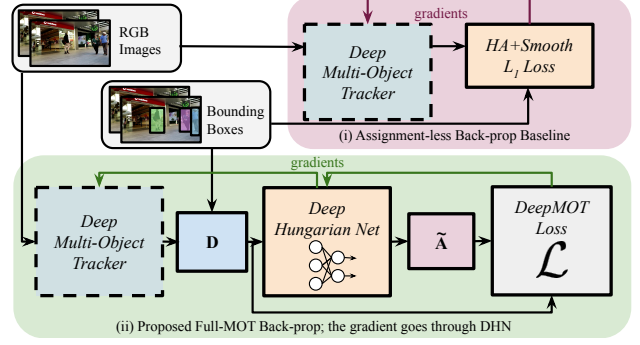 RGB
Images
gradients
Deep
Multi-Object
Tracker
HA+Smooth
L₁ Loss
Bounding
Boxes
(i) Assignment-less Back-prop Baseline
gradients
Deep
Multi-Object
Tracker
D
Deep
Hungarian Net
Ã
DeepMOT
Loss
ℒ
(ii) Proposed Full-MOT Back-prop; the gradient goes through DHN